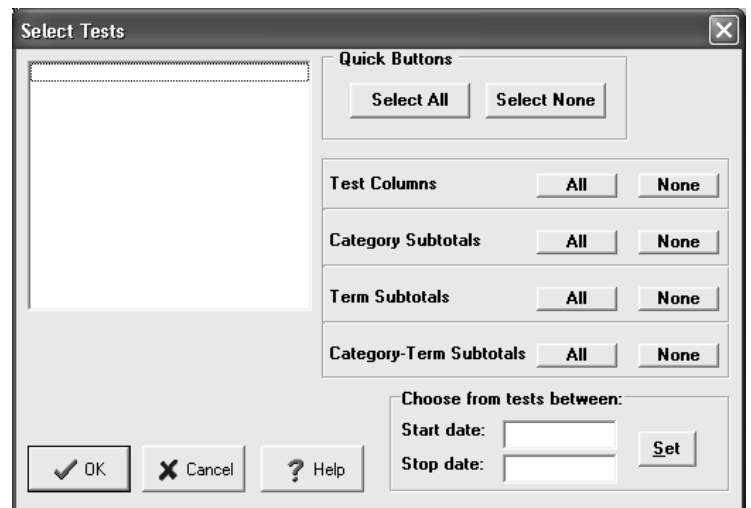 Select Tests
Quick Buttons
Select All Select None
Test Columns All None
Category Subtotals All None
Term Subtotals All None
Category-Term Subtotals All None
Choose from tests between:
Start date:
Set
Stop date:
OK Cancel Help